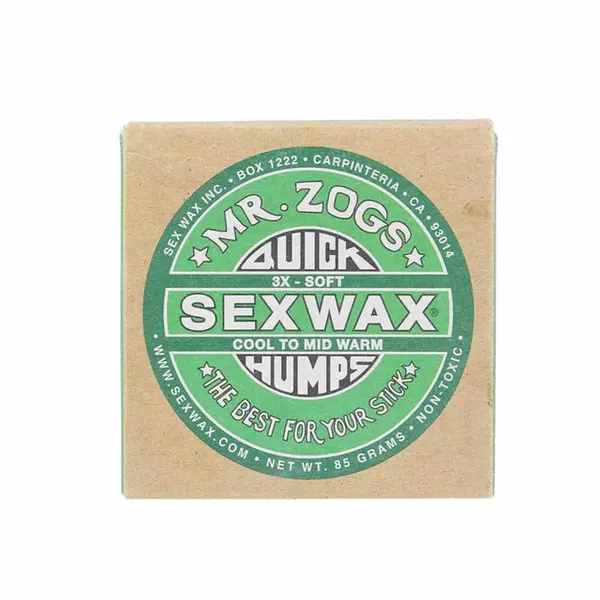 SEX WAX INC. • BOX 1222 • CARPINTERIA • CA • 93014
MR. ZOGS
QUICK
3X - SOFT
SEXWAX®
COOL TO MID WARM
HUMPS
THE BEST FOR YOUR STICK
• WWW.SEXWAX.COM • NET WT. 85 GRAMS • NON-TOXIC •